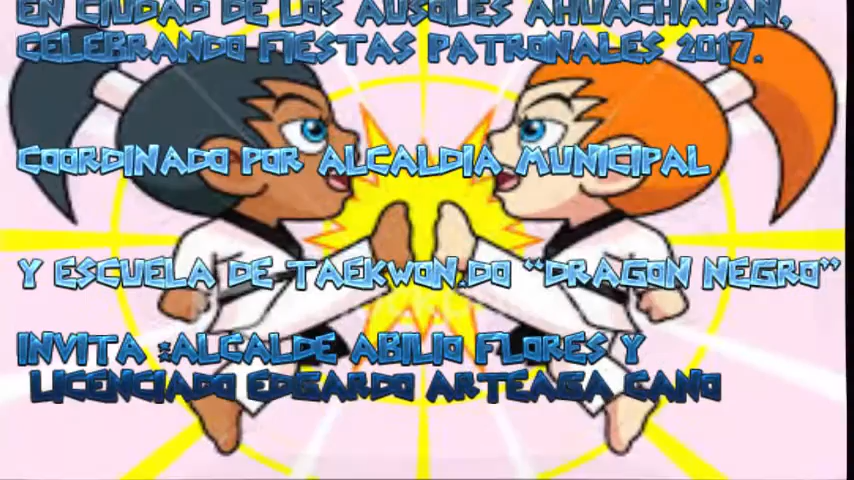 EN CIUDAD DE LOS AUSOLES AHUACHAPAN,
CELEBRANDO FIESTAS PATRONALES 2017.
COORDINADO POR ALCALDIA MUNICIPAL
Y ESCUELA DE TAEKWON.DO “DRAGON NEGRO”
INVITA :ALCALDE ABILIO FLORES Y
LICENCIADO EDGARDO ARTEAGA CANO